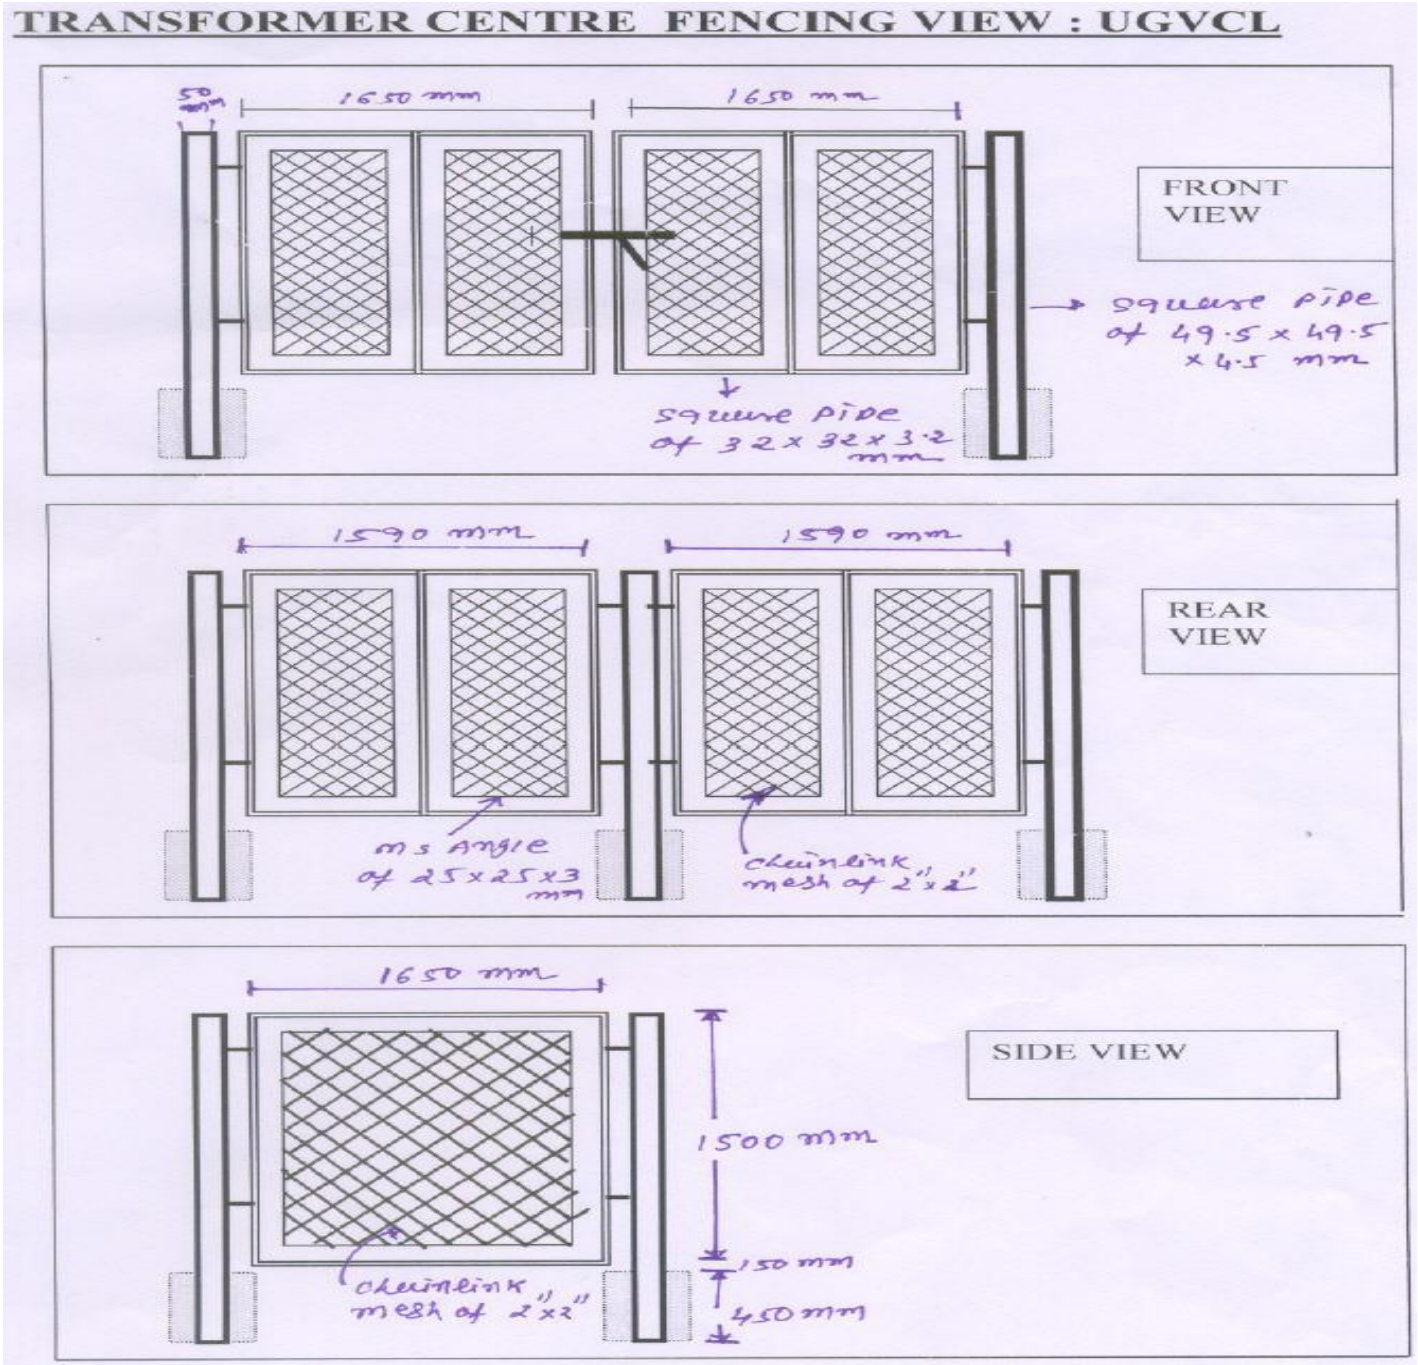 TRANSFORMER CENTRE FENCING VIEW : UGVCL
50
mm
1650 mm
1650 mm
FRONT
VIEW
square pipe
of 49.5 x 49.5
x 4.5 mm
square pipe
of 32 x 32 x 3.2
mm
1590 mm
1590 mm
REAR
VIEW
ms Angle
of 25x25x3
mm
chainlink
mesh of 2"x2"
1650 mm
SIDE VIEW
1500 mm
150 mm
450 mm
chainlink
mesh of 2"x2"